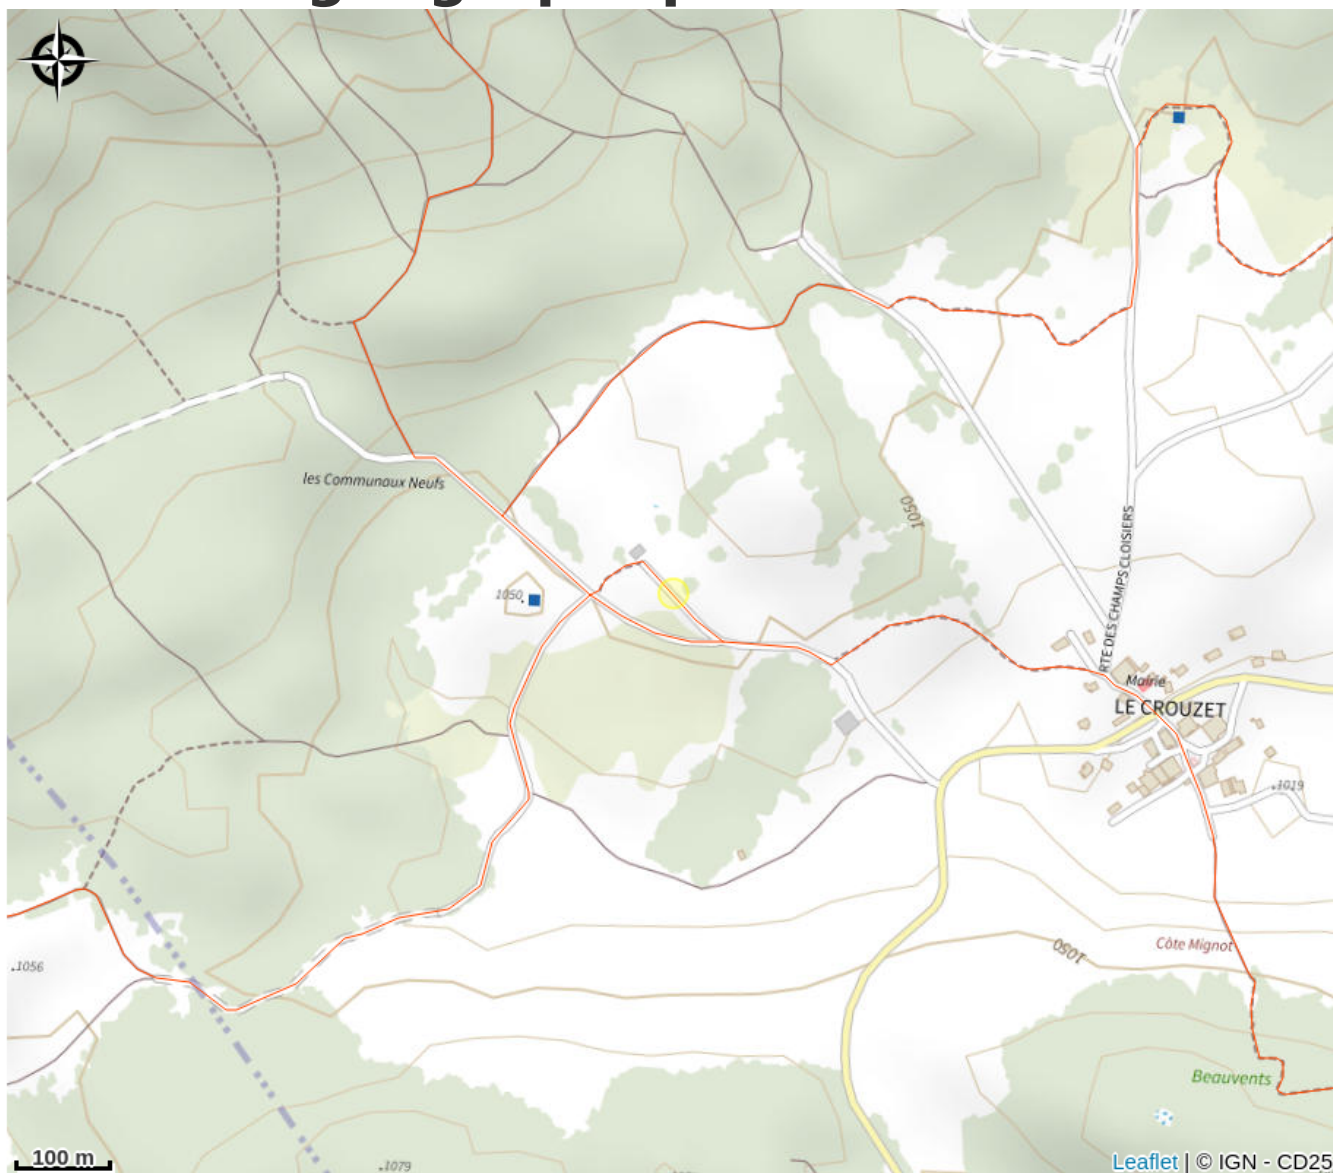 les Communaux Neufs
1050
RTE DES CHAMPS CLOISIERS
1050
Mairie
LE CROUZET
1019
Côte Mignot
1050
1056
Beauvents
100 m
1079
Leaflet | © IGN - CD25